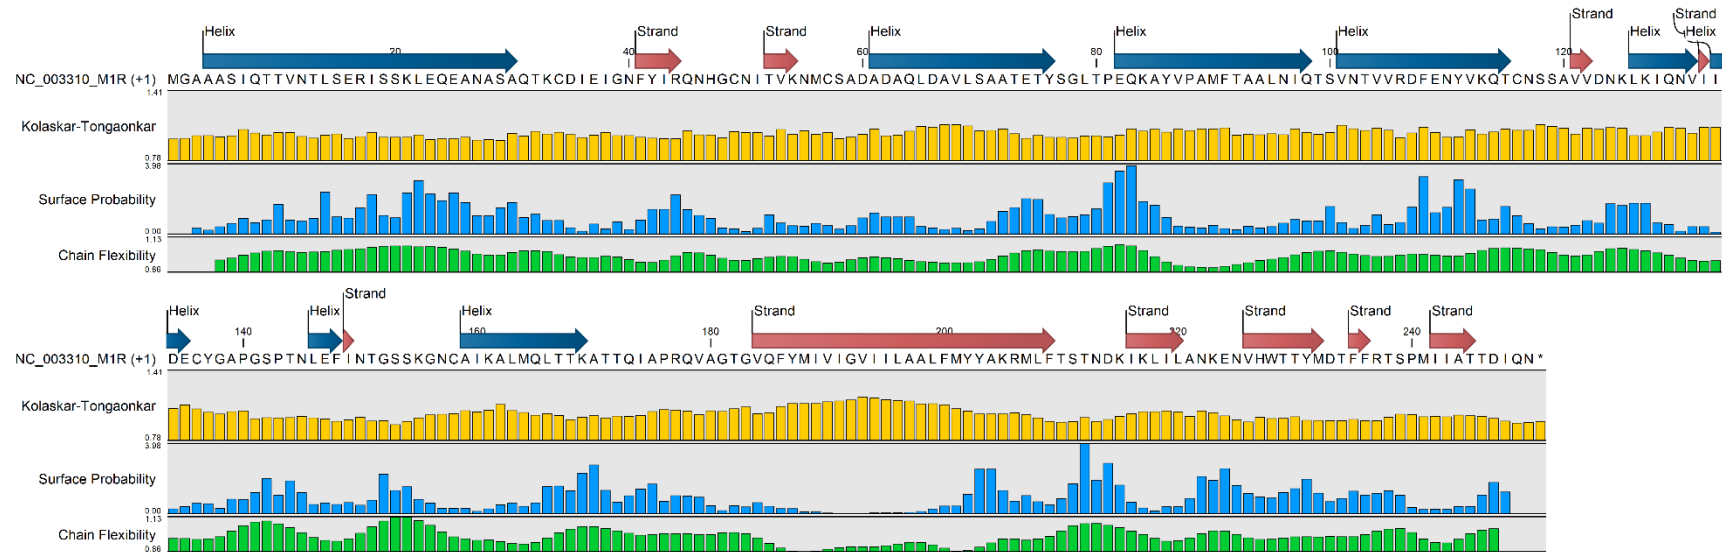 Strand Strand
Helix Strand Strand Helix Helix Helix Helix Helix
20 40 60 80 100 120
NC_003310_M1R (+1) MGAAASIQTTVNTLSERISSKLEQEANASAQTKCDIEIGNFYIRQNHGCNITVKNMCSADADAQLDAVLSAATETYSGLTPEQKAYVPAMFTAALNIQTSVNTVVRDFENYVKQTCNSSAVVDNKLKIQNVII
1.41
Kolaskar-Tongaonkar
0.78
3.98
Surface Probability
0.00
1.13
Chain Flexibility
0.86
Strand
Helix Helix Helix Strand Strand Strand Strand Strand
140 160 180 200 220 240
NC_003310_M1R (+1) DECYGAPGSPTNLEFINTGSSKGNCAIKALMQLTTKATTQIAPRQVAGTGVQFYMIVIGVIILAALFMYYAKRMLFTSTNDKIKLILANKENVHWTTYMDTFFRTSPMIIATTDIQN*
1.41
Kolaskar-Tongaonkar
0.78
3.98
Surface Probability
0.00
1.13
Chain Flexibility
0.86